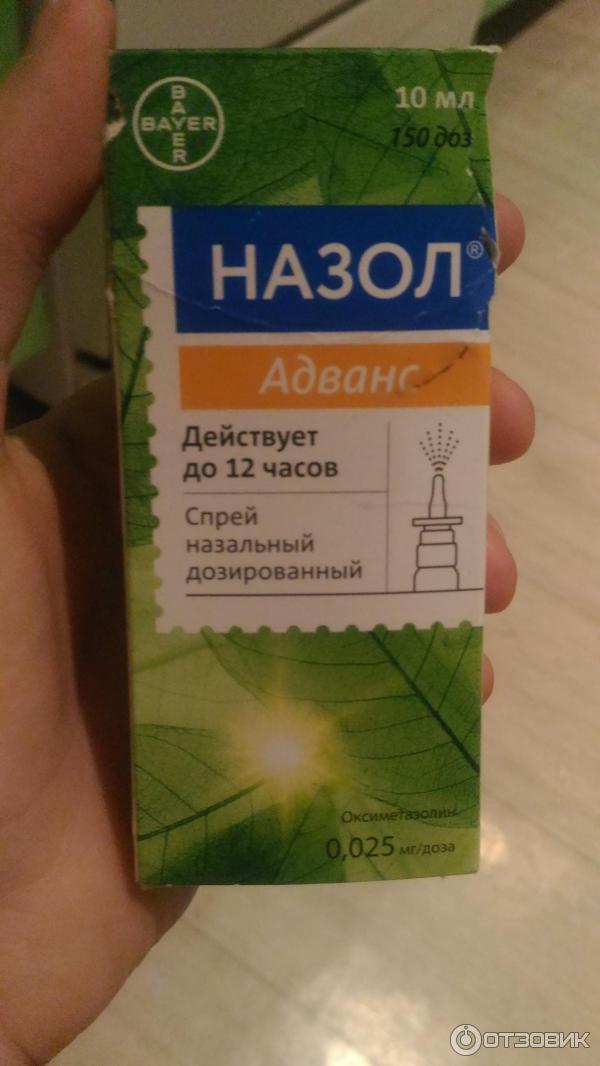 BAYER
BAYER
10 мл
150 доз
НАЗОЛ®
Адванс
Действует
до 12 часов
Спрей
назальный
дозированный
Оксиметазолин
0,025 мг/доза
ОТЗОВИК